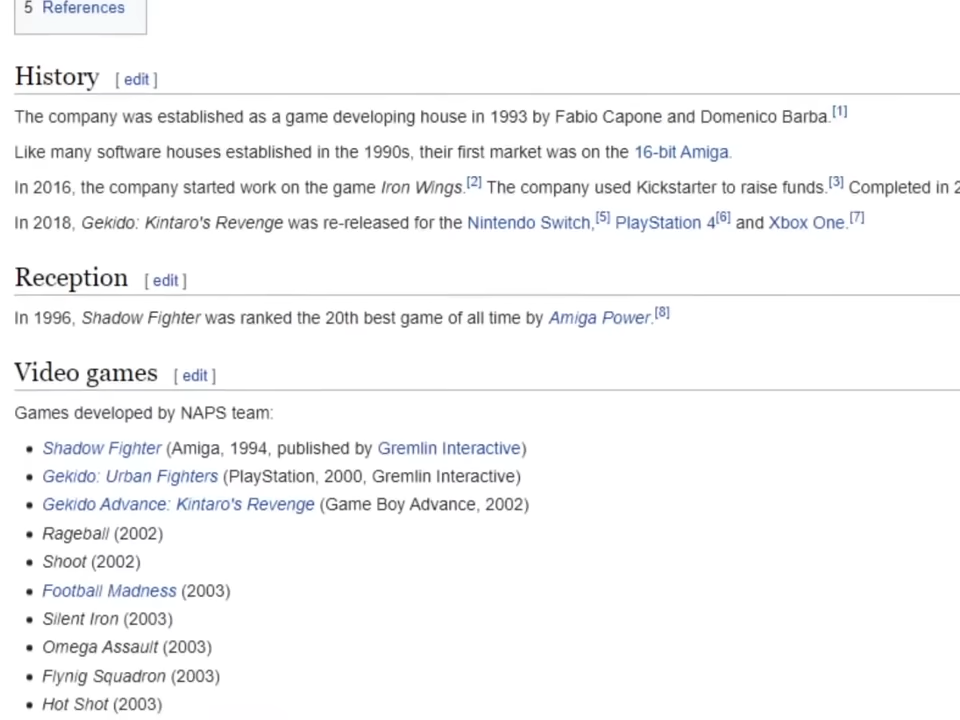 5 References
History [ edit ]
The company was established as a game developing house in 1993 by Fabio Capone and Domenico Barba.[1]
Like many software houses established in the 1990s, their first market was on the 16-bit Amiga.
In 2016, the company started work on the game Iron Wings.[2] The company used Kickstarter to raise funds.[3] Completed in 2
In 2018, Gekido: Kintaro's Revenge was re-released for the Nintendo Switch,[5] PlayStation 4[6] and Xbox One.[7]
Reception [ edit ]
In 1996, Shadow Fighter was ranked the 20th best game of all time by Amiga Power.[8]
Video games [ edit ]
Games developed by NAPS team:
• Shadow Fighter (Amiga, 1994, published by Gremlin Interactive)
• Gekido: Urban Fighters (PlayStation, 2000, Gremlin Interactive)
• Gekido Advance: Kintaro's Revenge (Game Boy Advance, 2002)
• Rageball (2002)
• Shoot (2002)
• Football Madness (2003)
• Silent Iron (2003)
• Omega Assault (2003)
• Flynig Squadron (2003)
• Hot Shot (2003)